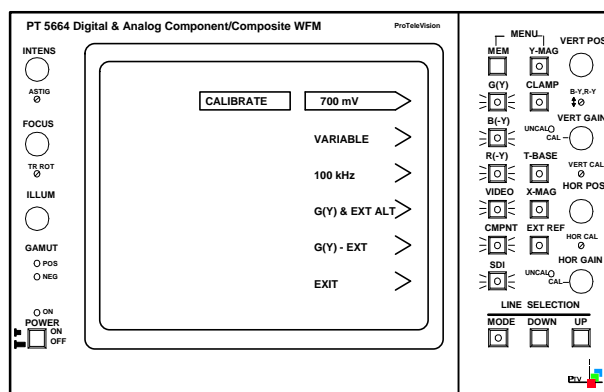 PT 5664 Digital & Analog Component/Composite WFM
ProTeleVision
INTENS
ASTIG
FOCUS
TR ROT
ILLUM
GAMUT
POS
NEG
ON
POWER
ON
OFF
CALIBRATE
700 mV
VARIABLE
100 kHz
G(Y) & EXT ALT
G(Y) - EXT
EXIT
MENU
MEM
Y-MAG
VERT POS
G(Y)
CLAMP
B-Y,R-Y
B(-Y)
VERT GAIN
UNCAL
CAL
R(-Y)
T-BASE
VERT CAL
VIDEO
X-MAG
HOR POS
CMPNT
EXT REF
HOR CAL
SDI
HOR GAIN
UNCAL
CAL
LINE SELECTION
MODE
DOWN
UP
PTV